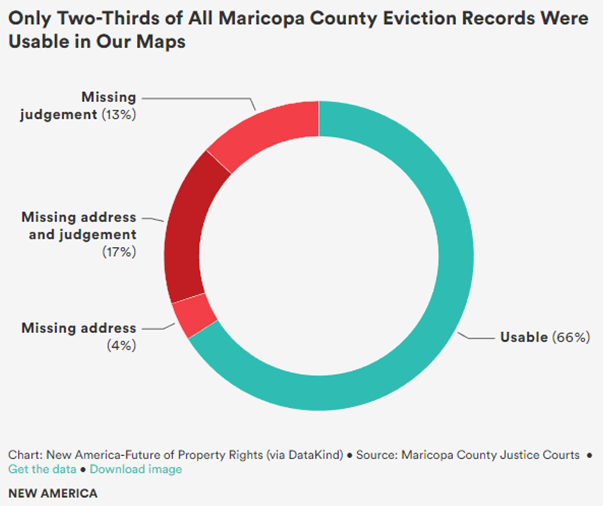 Only Two-Thirds of All Maricopa County Eviction Records Were
Usable in Our Maps
Missing
judgement (13%)
Missing address
and judgement
(17%)
Missing address
(4%)
Usable (66%)
Chart: New America-Future of Property Rights (via DataKind) • Source: Maricopa County Justice Courts •
Get the data • Download image
NEW AMERICA